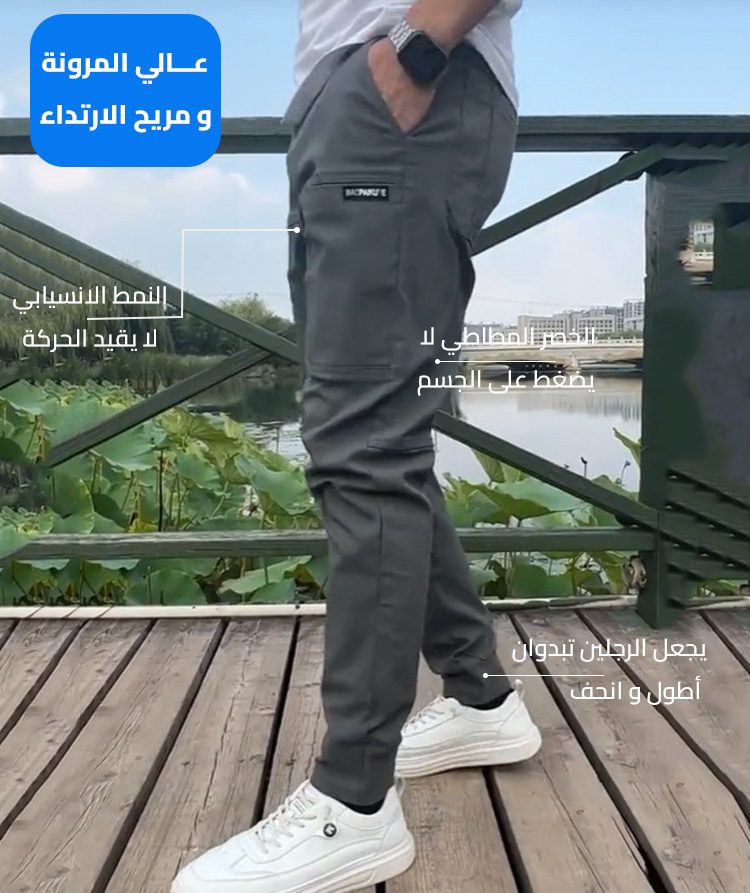 عـــالي المرونة
و مريح الارتداء
النمط الانسيابي
لا يقيد الحركة
الخصر المطاطي لا
يضغط على الجسم
يجعل الرجلين تبدوان
أطول و انحف